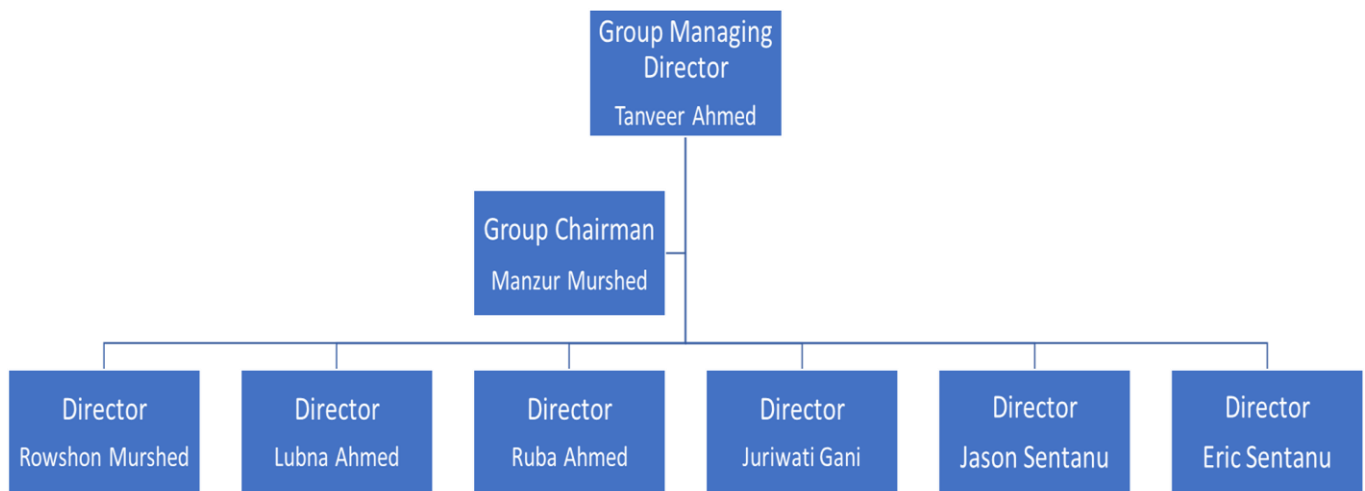 Group Managing
Director
Tanveer Ahmed
Group Chairman
Manzur Murshed
Director
Rowshon Murshed
Director
Lubna Ahmed
Director
Ruba Ahmed
Director
Juriwati Gani
Director
Jason Sentanu
Director
Eric Sentanu